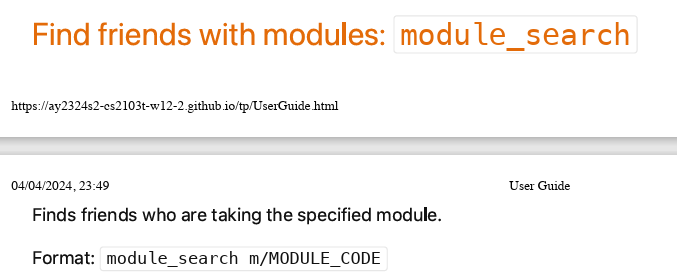 Find friends with modules: module_search
https://ay2324s2-cs2103t-w12-2.github.io/tp/UserGuide.html
04/04/2024, 23:49 User Guide
Finds friends who are taking the specified module.
Format: module_search m/MODULE_CODE